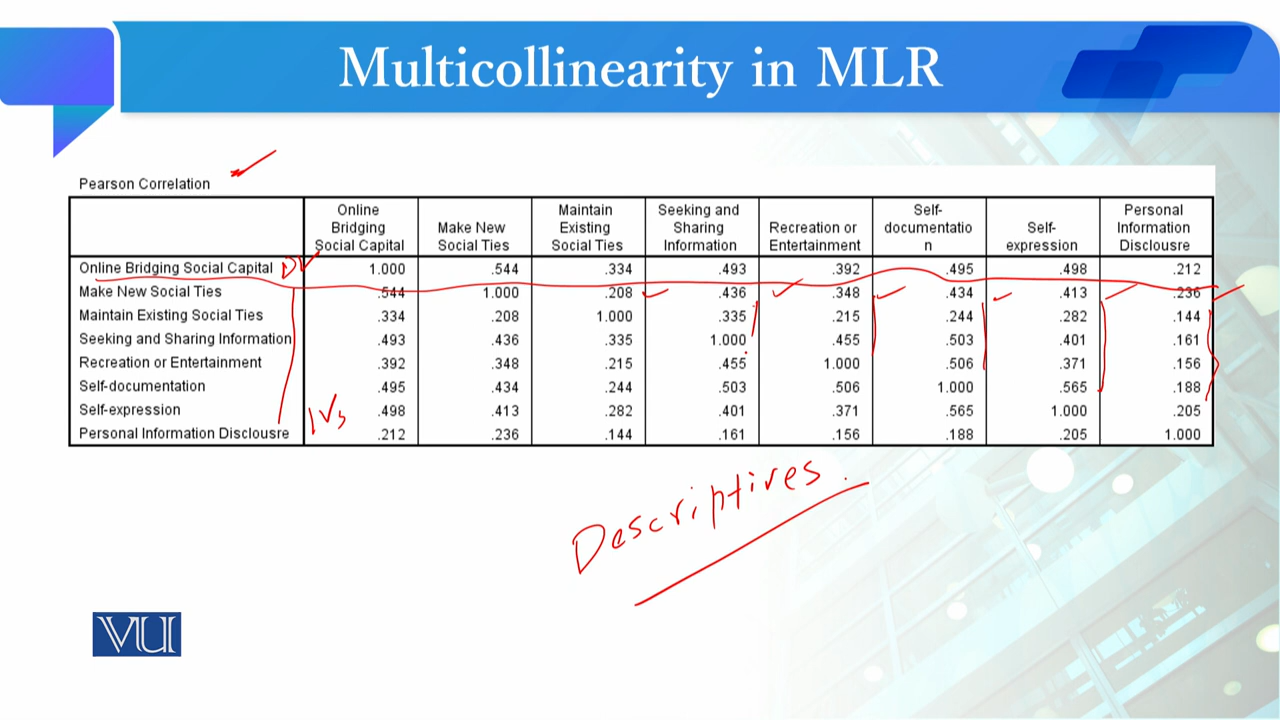 Multicollinearity in MLR
Pearson Correlation
Online
Bridging
Social Capital
Make New
Social Ties
Maintain
Existing
Social Ties
Seeking and
Sharing
Information
Recreation or
Entertainment
Self-
documentatio
n
Self-
expression
Personal
Information
Disclousre
Online Bridging Social Capital DV 1.000 .544 .334 .493 .392 .495 .498 .212
Make New Social Ties .544 1.000 .208 .436 .348 .434 .413 .236
Maintain Existing Social Ties .334 .208 1.000 .335 .215 .244 .282 .144
Seeking and Sharing Information .493 .436 .335 1.000 .455 .503 .401 .161
Recreation or Entertainment .392 .348 .215 .455 1.000 .506 .371 .156
Self-documentation .495 .434 .244 .503 .506 1.000 .565 .188
Self-expression .498 .413 .282 .401 .371 .565 1.000 .205
IVs
Personal Information Disclousre .212 .236 .144 .161 .156 .188 .205 1.000
Descriptives.
VU